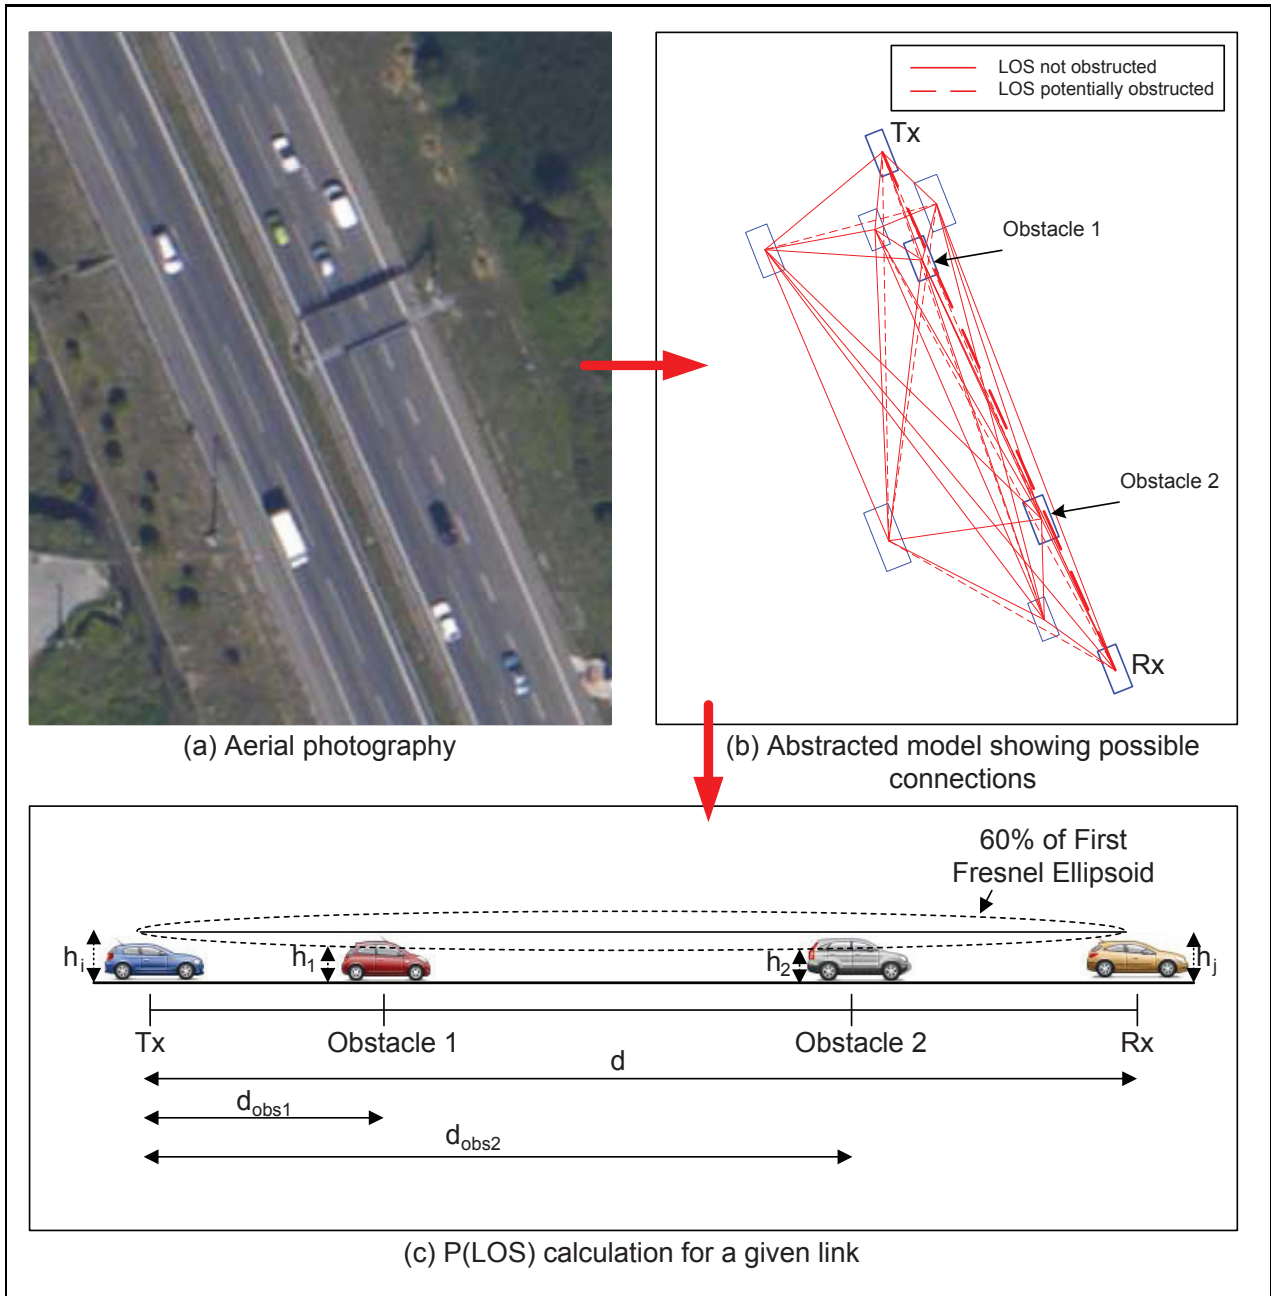 LOS not obstructed
LOS potentially obstructed
Tx
Obstacle 1
Obstacle 2
Rx
(a) Aerial photography
(b) Abstracted model showing possible
connections
60% of First
Fresnel Ellipsoid
hi
h1
h2
hj
Tx
Obstacle 1
Obstacle 2
Rx
d
dobs1
dobs2
(c) P(LOS) calculation for a given link